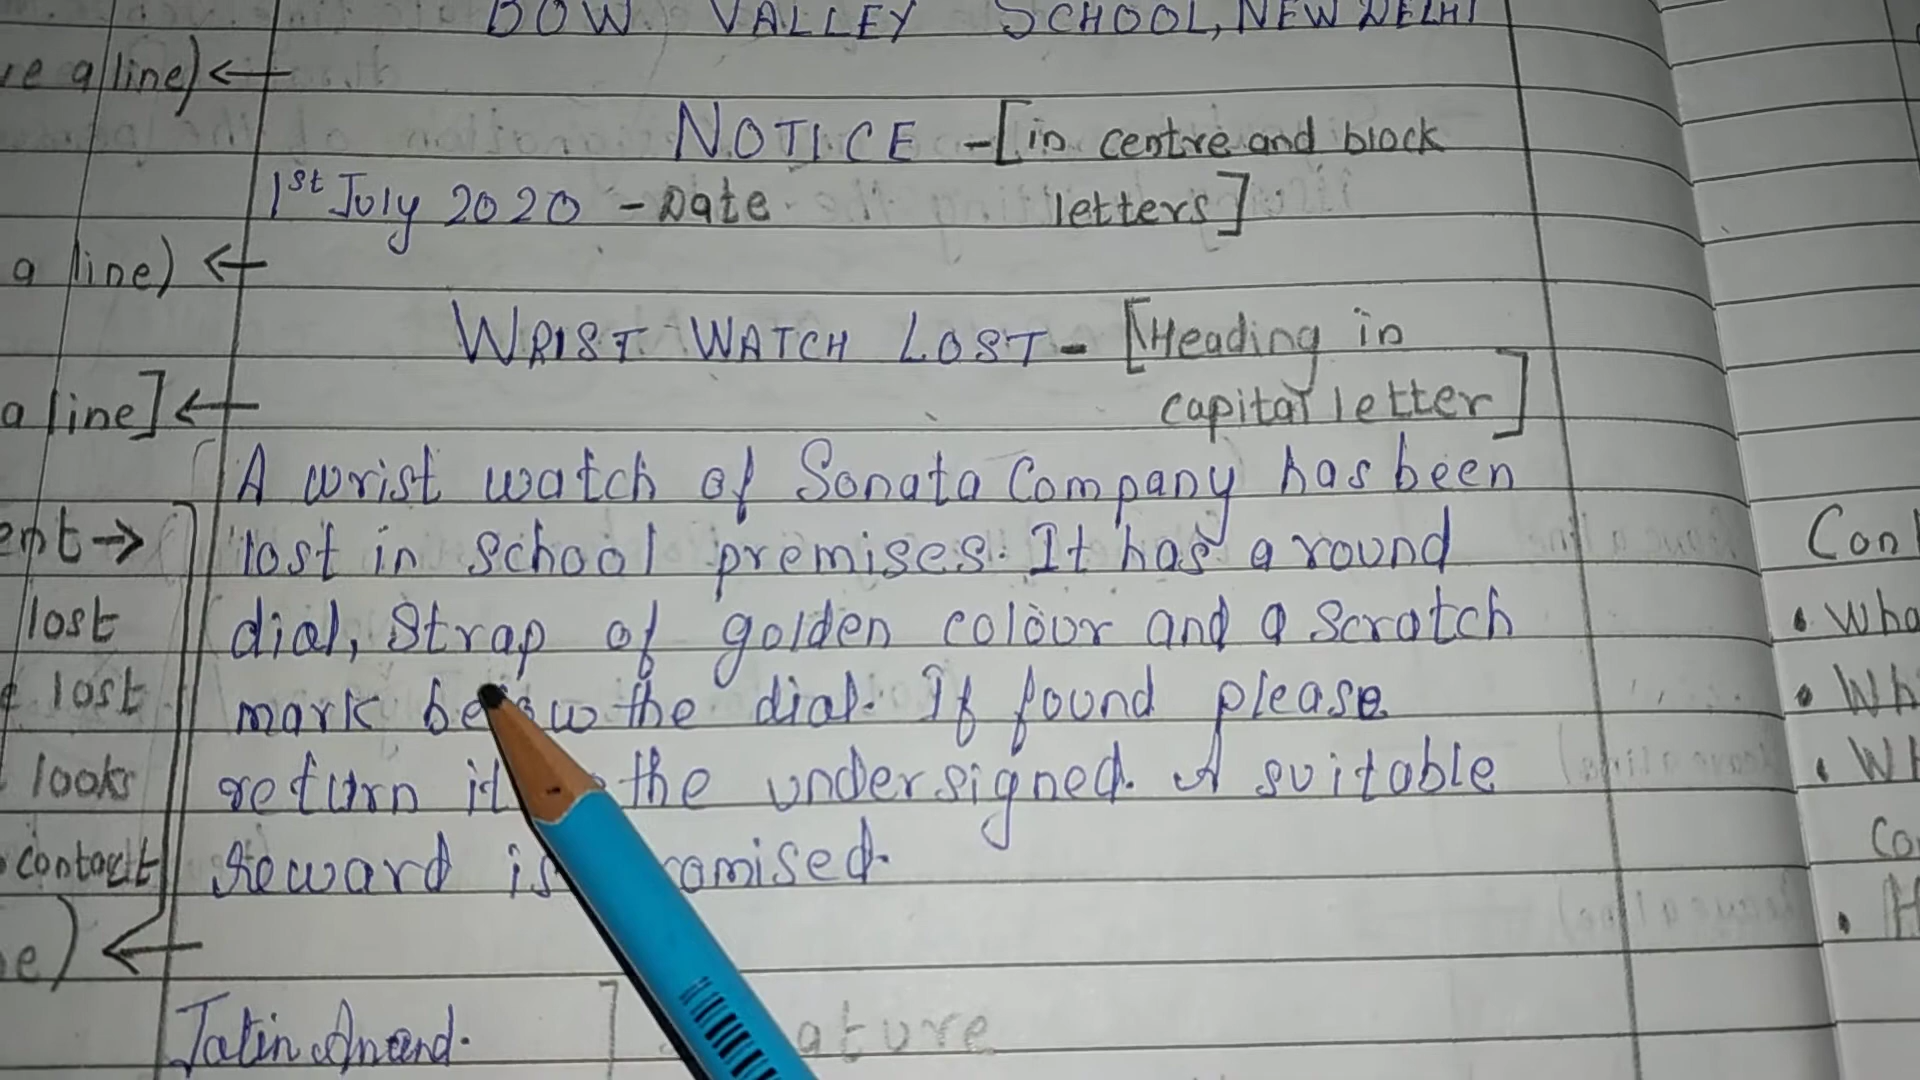 DOW VALLEY SCHOOL, NEW DELHI
a line) ←
NOTICE - [in centre and block
1st July 2020 - Date letters]
a line) ←
WRIST WATCH LOST - [Heading in
a line] ← capital letter]
A wrist watch of Sonata Company has been
lost in school premises. It has a round
lost dial, strap of golden colour and a scratch
lost mark below the dial. If found please
looks return it the undersigned. A suitable
contact reward is promised.
Jatin Anand. ]
Con
• Wha
• Wh
• Wh
Co
• H